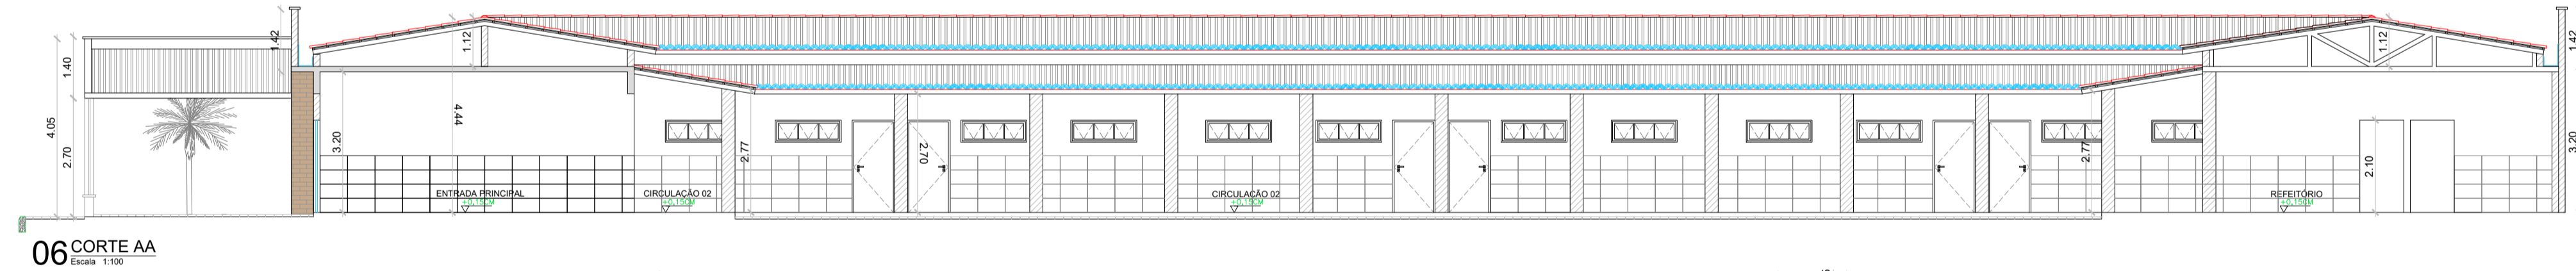 1.42
1.12
1.12
1.42
1.40
4.05
4.44
2.70
3.20
2.77
2.70
2.77
2.10
3.20
ENTRADA PRINCIPAL
+0,15CM
CIRCULAÇÃO 02
+0,15CM
CIRCULAÇÃO 02
+0,15CM
REFEITÓRIO
+0,15CM
06 CORTE AA
Escala 1:100